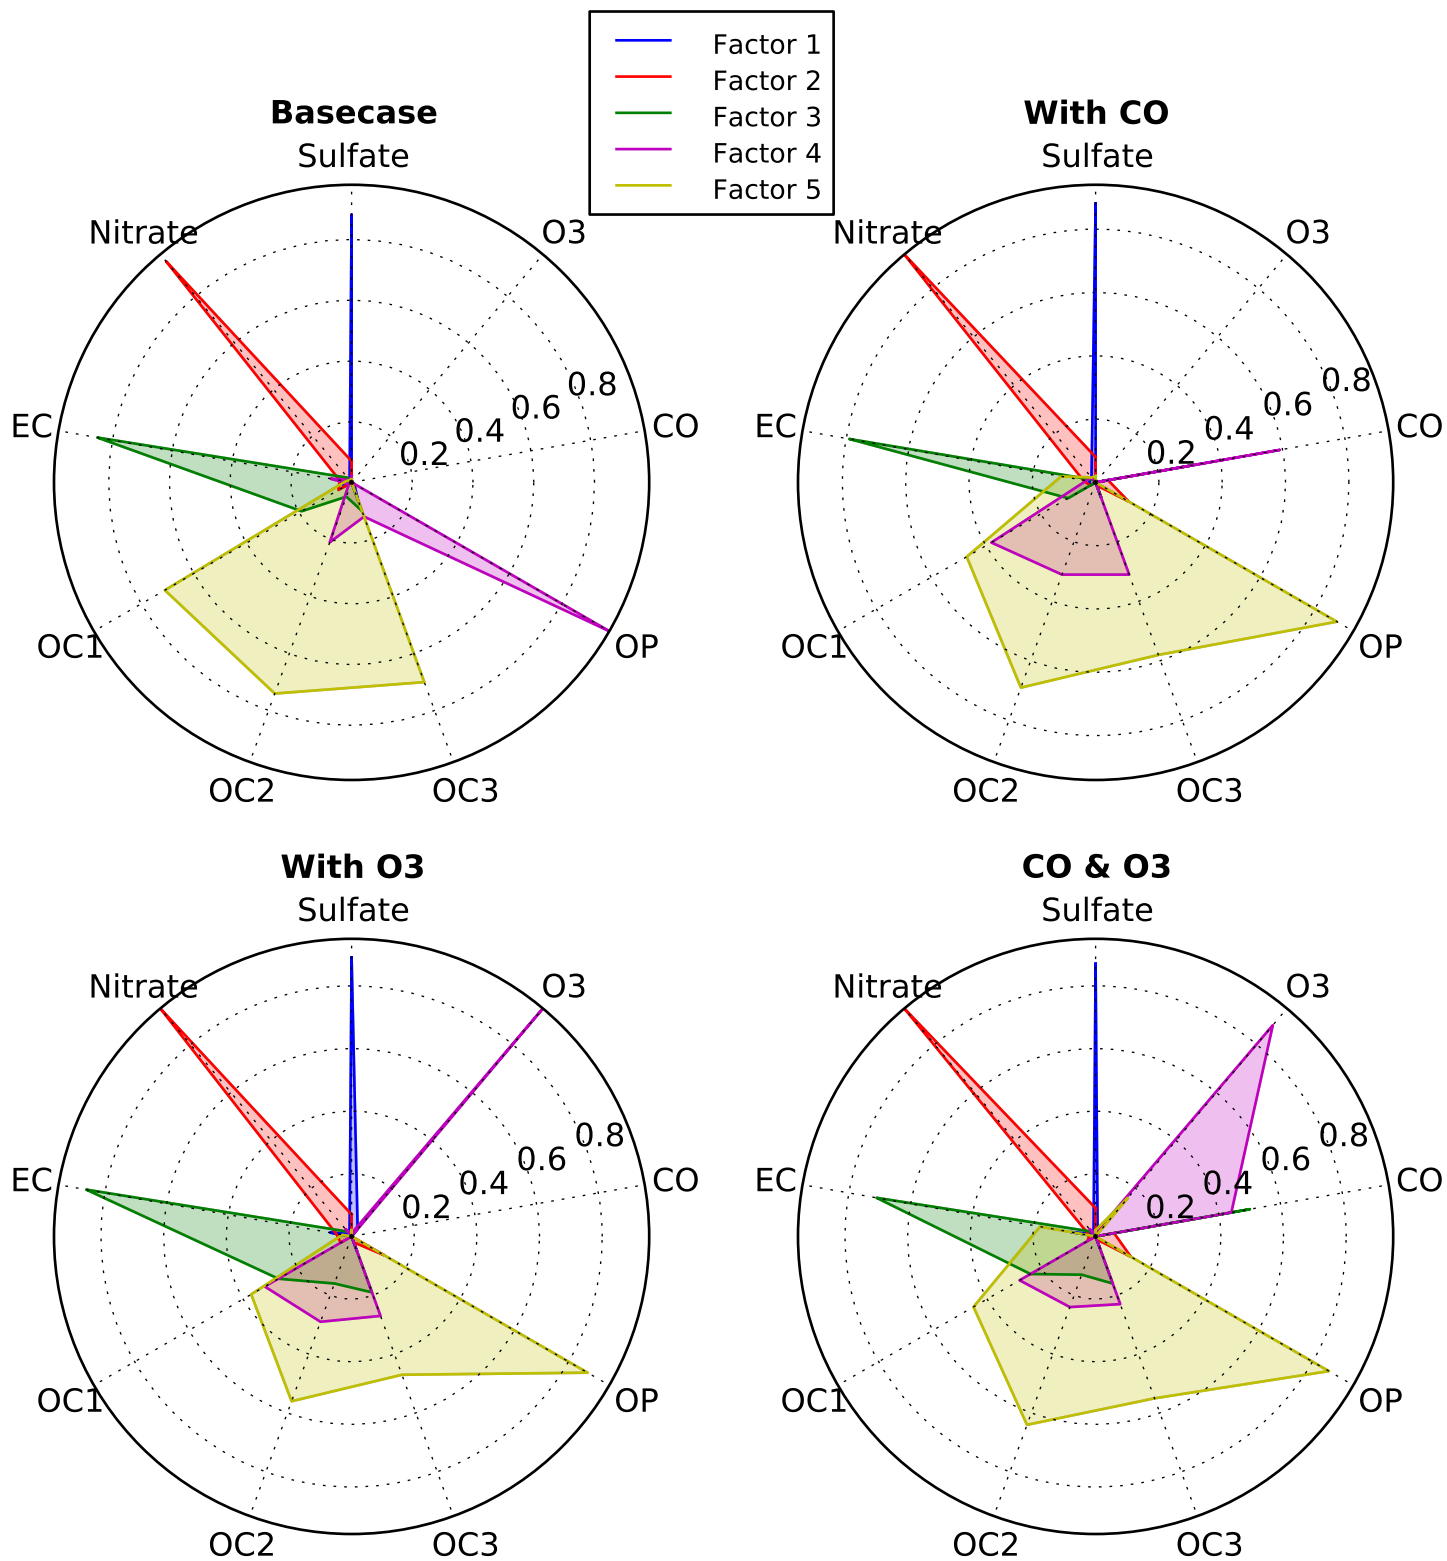 Factor 1
Factor 2
Factor 3
Factor 4
Factor 5
Basecase
Sulfate
Nitrate
O3
EC
CO
0.2
0.4
0.6
0.8
OC1
OP
OC2
OC3
With CO
Sulfate
Nitrate
O3
EC
CO
0.2
0.4
0.6
0.8
OC1
OP
OC2
OC3
With O3
Sulfate
Nitrate
O3
EC
CO
0.2
0.4
0.6
0.8
OC1
OP
OC2
OC3
CO & O3
Sulfate
Nitrate
O3
EC
CO
0.2
0.4
0.6
0.8
OC1
OP
OC2
OC3